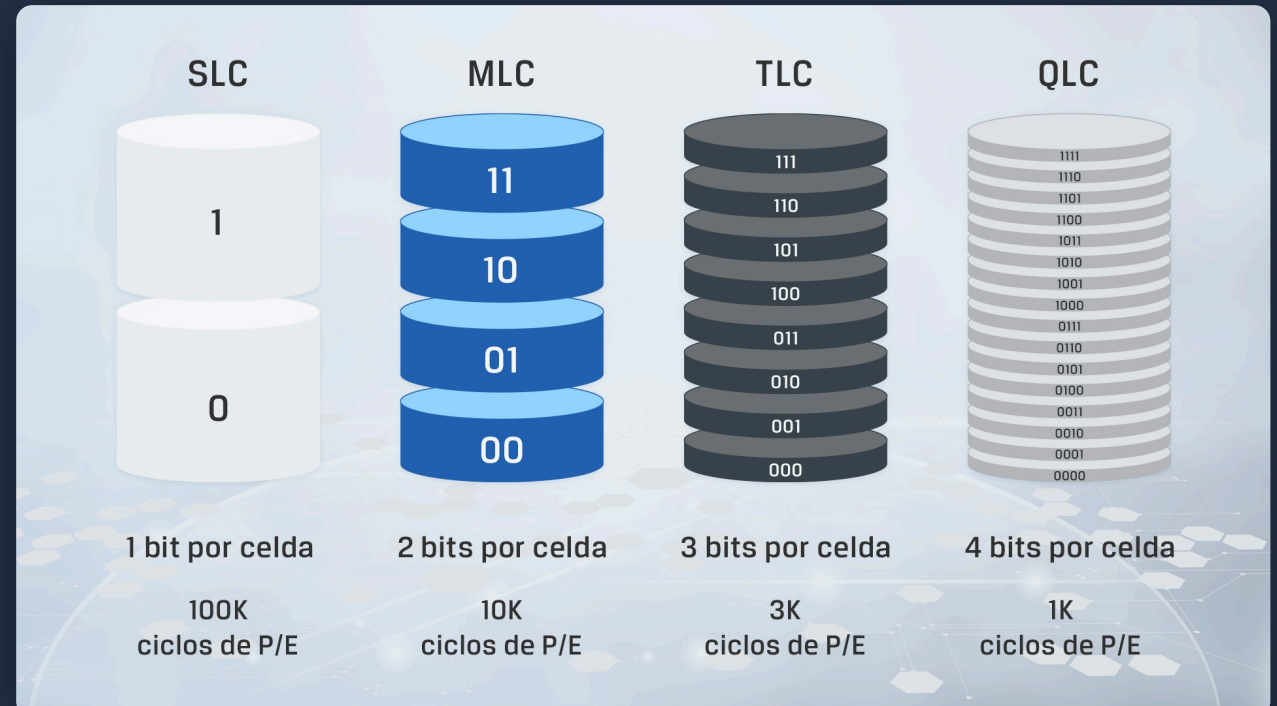 SLC
1
0
1 bit por celda
100K
ciclos de P/E
MLC
11
10
01
00
2 bits por celda
10K
ciclos de P/E
TLC
111
110
101
100
011
010
001
000
3 bits por celda
3K
ciclos de P/E
QLC
1111
1110
1101
1100
1011
1010
1001
1000
0111
0110
0101
0100
0011
0010
0001
0000
4 bits por celda
1K
ciclos de P/E